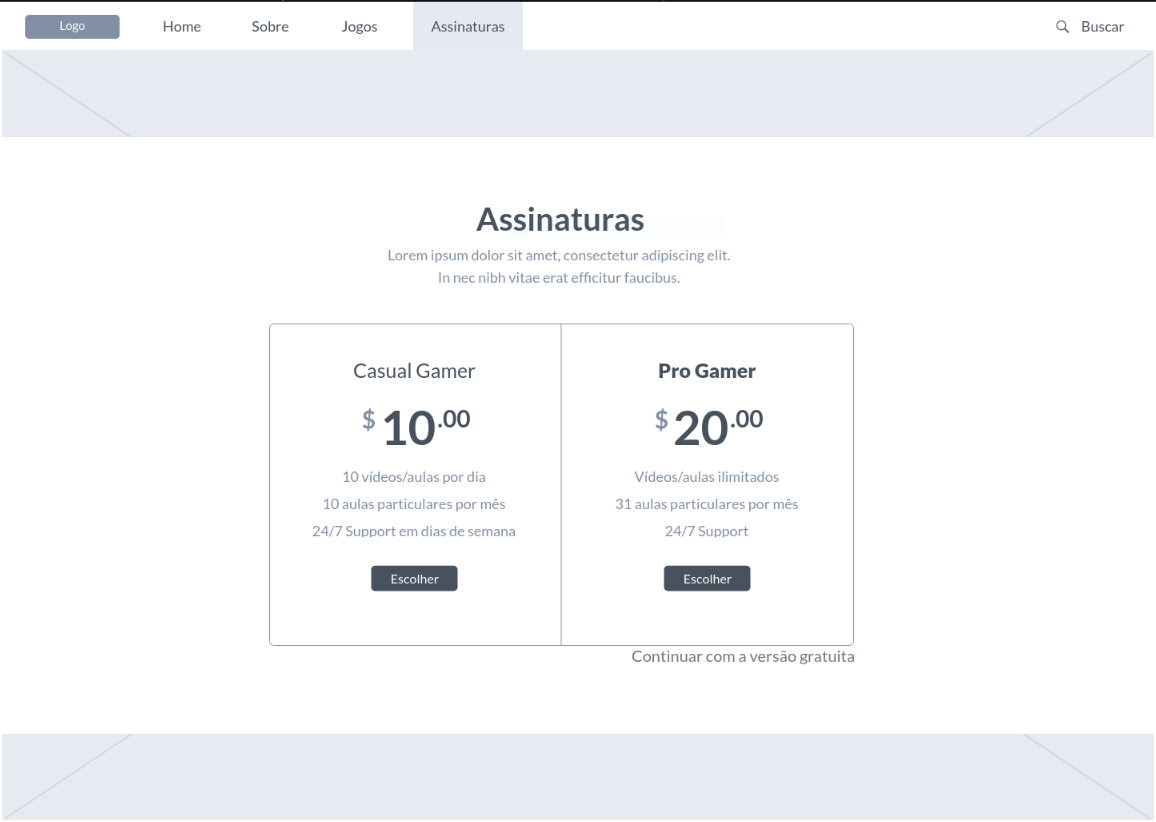 Logo
Home
Sobre
Jogos
Assinaturas
Buscar
Assinaturas
Lorem ipsum dolor sit amet, consectetur adipiscing elit.
In nec nibh vitae erat efficitur faucibus.
Casual Gamer
$ 10.00
10 vídeos/aulas por dia
10 aulas particulares por mês
24/7 Support em dias de semana
Escolher
Pro Gamer
$ 20.00
Vídeos/aulas ilimitados
31 aulas particulares por mês
24/7 Support
Escolher
Continuar com a versão gratuita